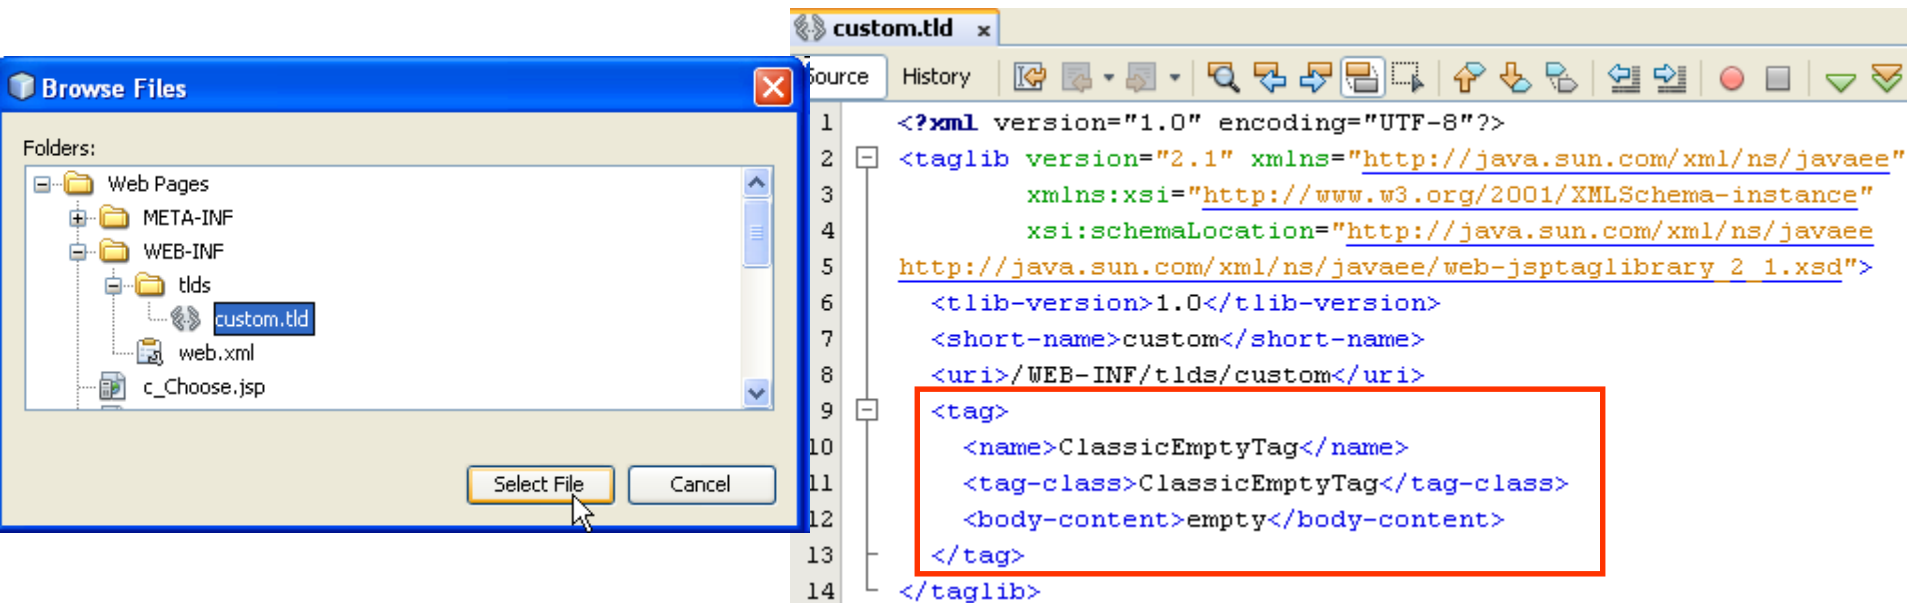 Browse Files
Folders:
Web Pages
META-INF
WEB-INF
tlds
custom.tld
web.xml
c_Choose.jsp
Select File
Cancel
custom.tld x
Source History
1 <?xml version="1.0" encoding="UTF-8"?>
2 <taglib version="2.1" xmlns="http://java.sun.com/xml/ns/javaee"
3 xmlns:xsi="http://www.w3.org/2001/XMLSchema-instance"
4 xsi:schemaLocation="http://java.sun.com/xml/ns/javaee
5 http://java.sun.com/xml/ns/javaee/web-jsptaglibrary_2_1.xsd">
6 <tlib-version>1.0</tlib-version>
7 <short-name>custom</short-name>
8 <uri>/WEB-INF/tlds/custom</uri>
9 <tag>
10 <name>ClassicEmptyTag</name>
11 <tag-class>ClassicEmptyTag</tag-class>
12 <body-content>empty</body-content>
13 </tag>
14 </taglib>